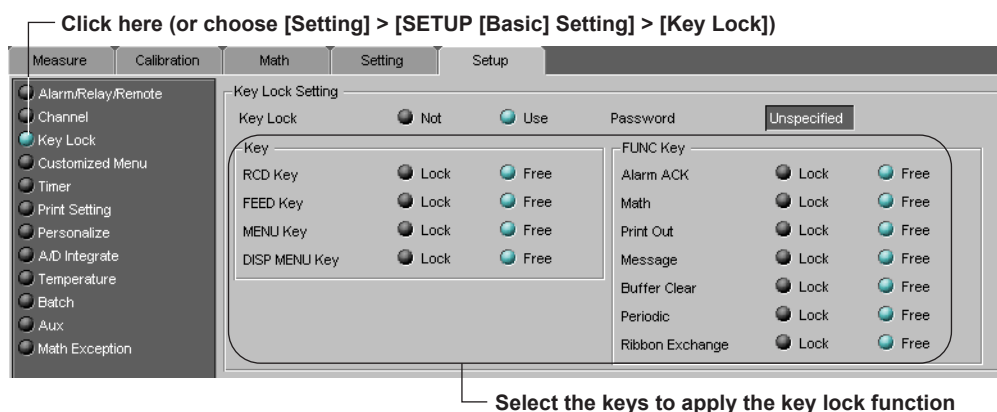 Click here (or choose [Setting] > [SETUP [Basic] Setting] > [Key Lock])
Measure Calibration Math Setting Setup
Alarm/Relay/Remote
Channel
Key Lock
Customized Menu
Timer
Print Setting
Personalize
A/D Integrate
Temperature
Batch
Aux
Math Exception
Key Lock Setting
Key Lock Not Use Password Unspecified
Key
RCD Key Lock Free
FEED Key Lock Free
MENU Key Lock Free
DISP MENU Key Lock Free
FUNC Key
Alarm ACK Lock Free
Math Lock Free
Print Out Lock Free
Message Lock Free
Buffer Clear Lock Free
Periodic Lock Free
Ribbon Exchange Lock Free
Select the keys to apply the key lock function